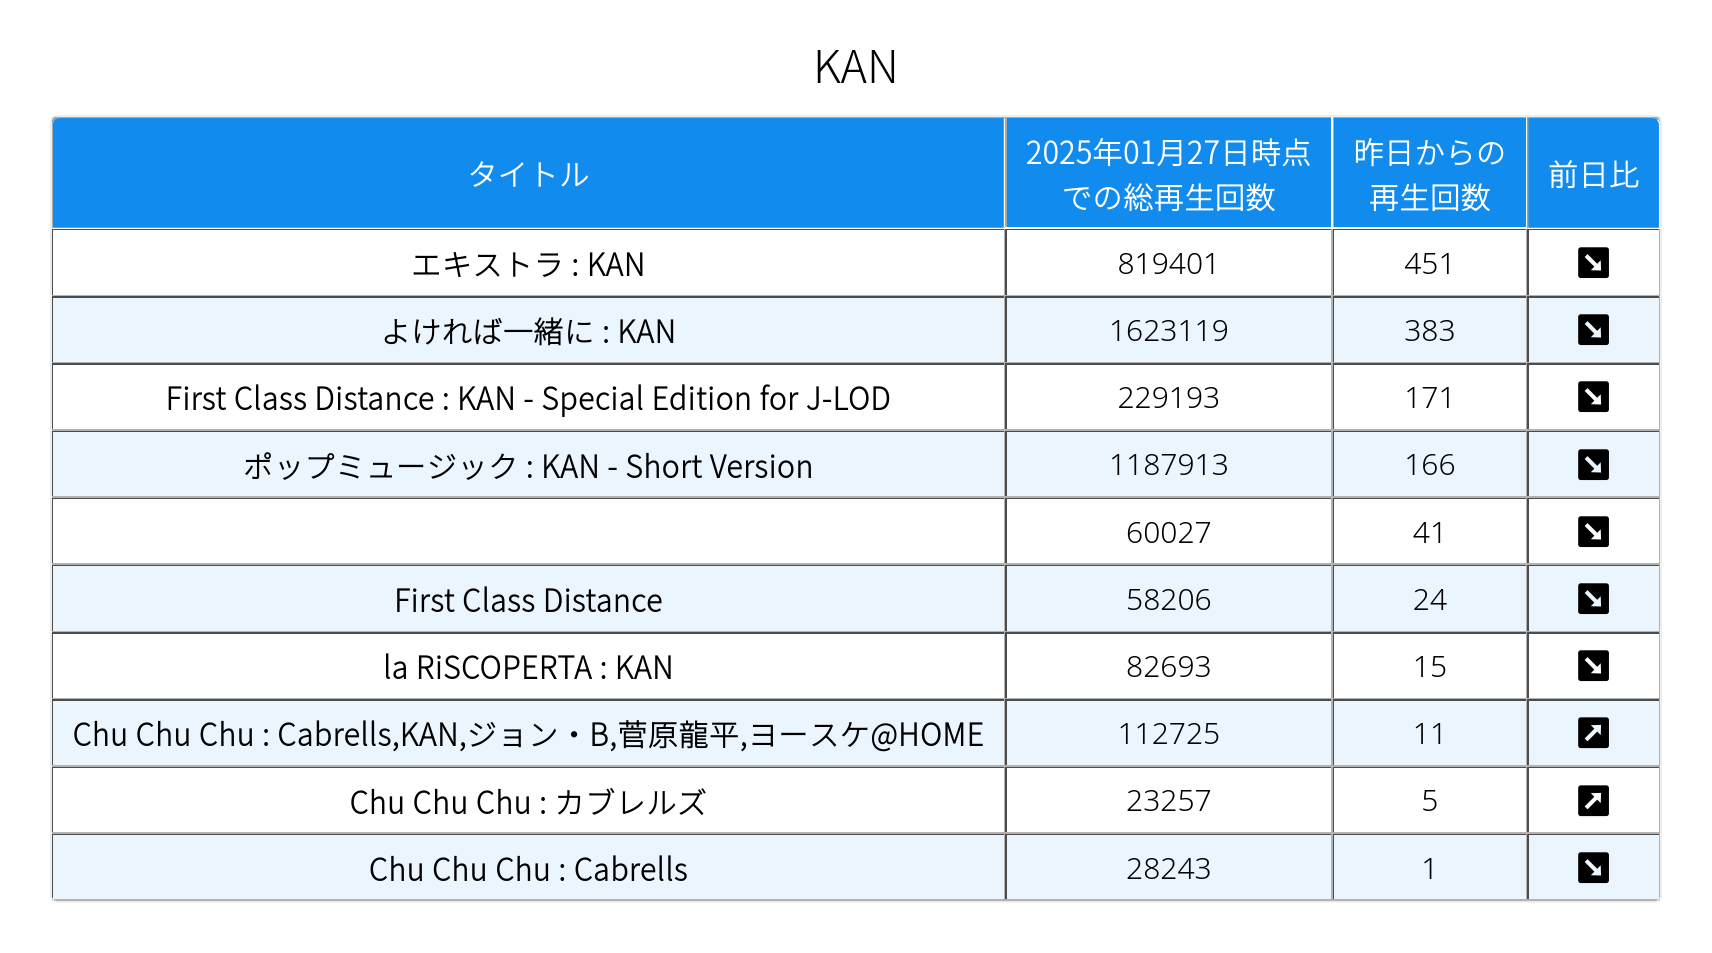 KAN
タイトル 2025年01月27日時点での総再生回数 昨日からの再生回数 前日比
エキストラ : KAN 819401 451 ↘
よければ一緒に : KAN 1623119 383 ↘
First Class Distance : KAN - Special Edition for J-LOD 229193 171 ↘
ポップミュージック : KAN - Short Version 1187913 166 ↘
60027 41 ↘
First Class Distance 58206 24 ↘
la RiSCOPERTA : KAN 82693 15 ↘
Chu Chu Chu : Cabrells,KAN,ジョン・B,菅原龍平,ヨースケ@HOME 112725 11 ↗
Chu Chu Chu : カブレルズ 23257 5 ↗
Chu Chu Chu : Cabrells 28243 1 ↘